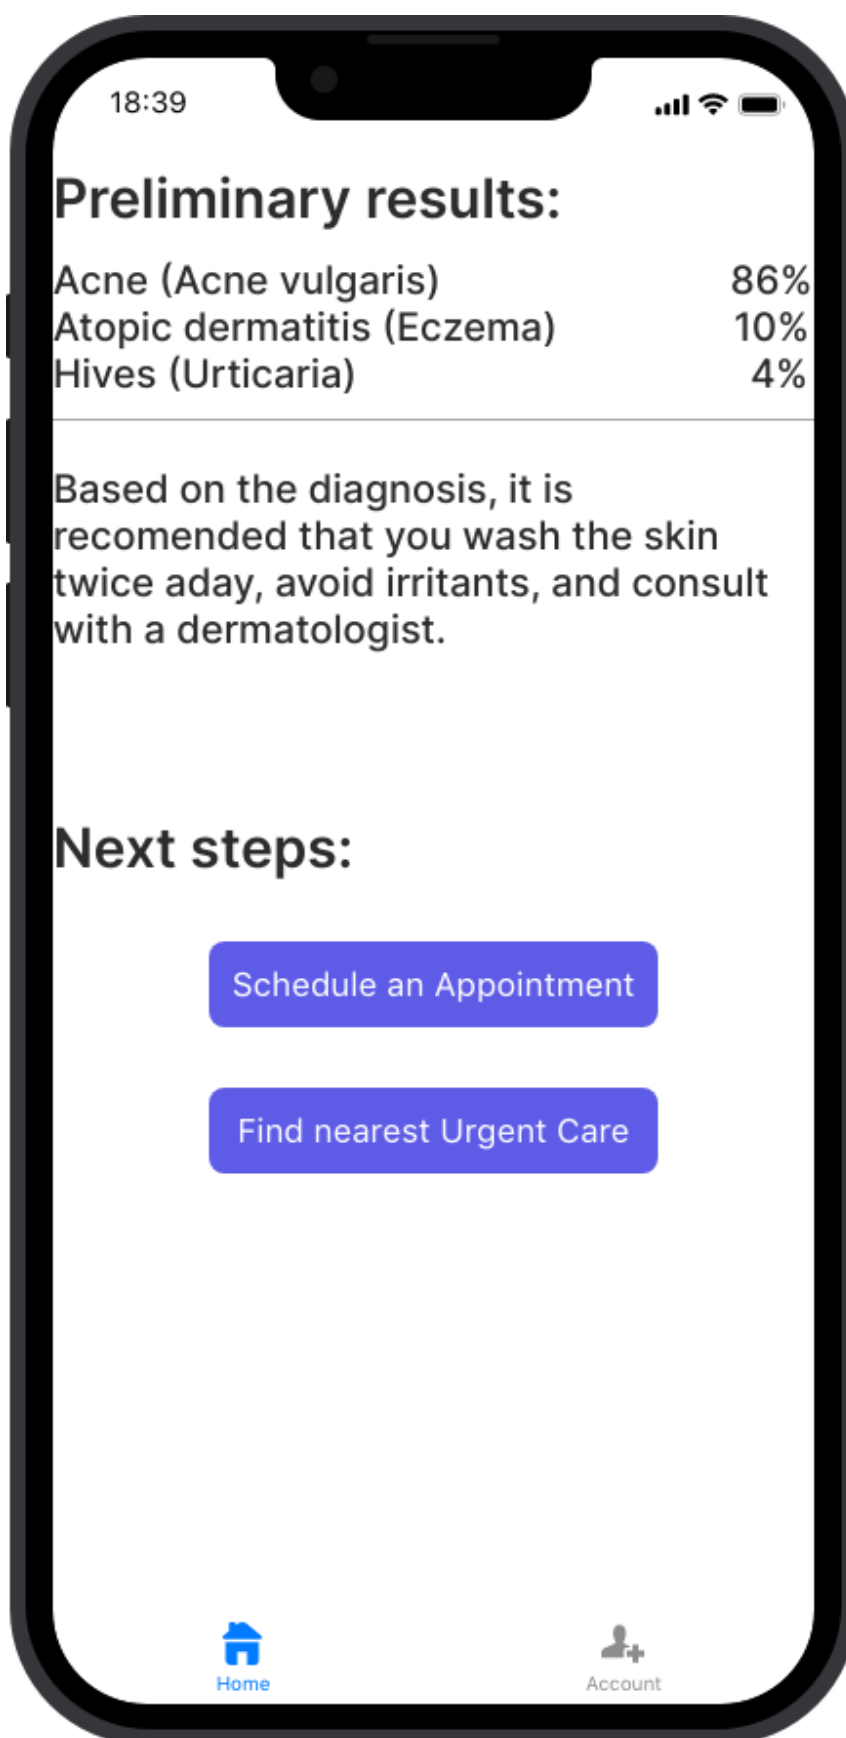 18:39
Preliminary results:
Acne (Acne vulgaris) 86%
Atopic dermatitis (Eczema) 10%
Hives (Urticaria) 4%
Based on the diagnosis, it is
recomended that you wash the skin
twice aday, avoid irritants, and consult
with a dermatologist.
Next steps:
Schedule an Appointment
Find nearest Urgent Care
Home Account